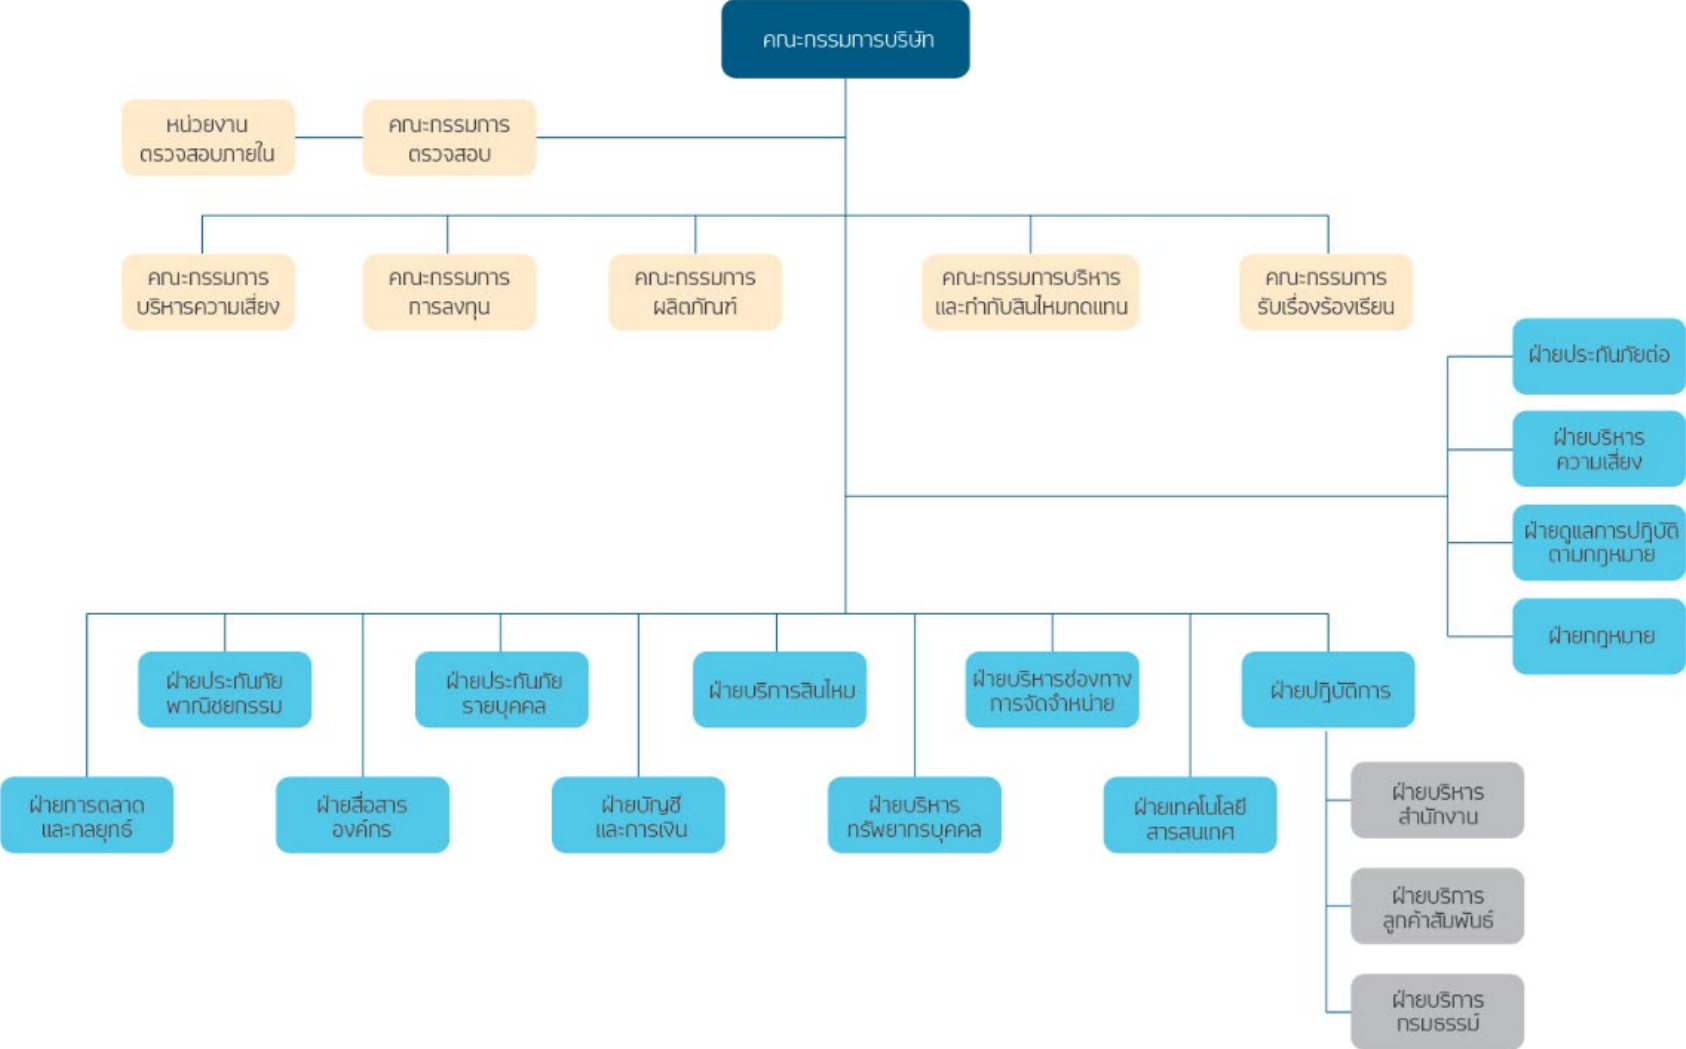 คณะกรรมการบริษัท
หน่วยงาน
ตรวจสอบภายใน
คณะกรรมการ
ตรวจสอบ
คณะกรรมการ
บริหารความเสี่ยง
คณะกรรมการ
การลงทุน
คณะกรรมการ
ผลิตภัณฑ์
คณะกรรมการบริหาร
และกำกับสินไหมทดแทน
คณะกรรมการ
รับเรื่องร้องเรียน
ฝ่ายประกันภัยต่อ
ฝ่ายบริหาร
ความเสี่ยง
ฝ่ายดูแลการปฏิบัติ
ตามกฎหมาย
ฝ่ายกฎหมาย
ฝ่ายประกันภัย
พาณิชยกรรม
ฝ่ายประกันภัย
รายบุคคล
ฝ่ายบริการสินไหม
ฝ่ายบริหารช่องทาง
การจัดจำหน่าย
ฝ่ายปฏิบัติการ
ฝ่ายการตลาด
และกลยุทธ์
ฝ่ายสื่อสาร
องค์กร
ฝ่ายบัญชี
และการเงิน
ฝ่ายบริหาร
ทรัพยากรบุคคล
ฝ่ายเทคโนโลยี
สารสนเทศ
ฝ่ายบริหาร
สำนักงาน
ฝ่ายบริการ
ลูกค้าสัมพันธ์
ฝ่ายบริการ
กรมธรรม์